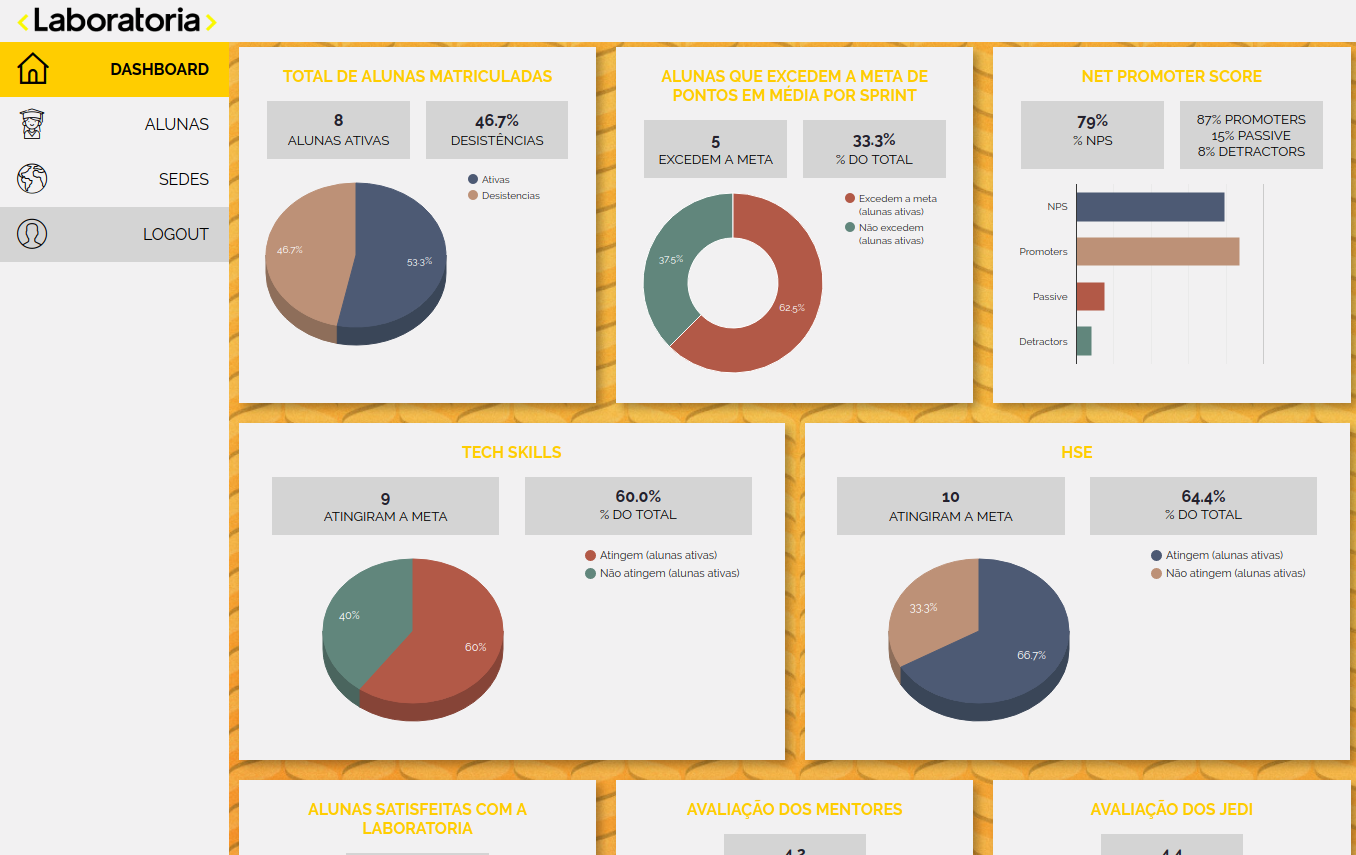 <Laboratoria>
DASHBOARD
ALUNAS
SEDES
LOGOUT
TOTAL DE ALUNAS MATRICULADAS
8
ALUNAS ATIVAS
46.7%
DESISTÊNCIAS
Ativas
Desistencias
46.7%
53.3%
ALUNAS QUE EXCEDEM A META DE
PONTOS EM MÉDIA POR SPRINT
5
EXCEDEM A META
33.3%
% DO TOTAL
Excedem a meta
(alunas ativas)
Não excedem
(alunas ativas)
37.5%
62.5%
NET PROMOTER SCORE
79%
% NPS
87% PROMOTERS
15% PASSIVE
8% DETRACTORS
NPS
Promoters
Passive
Detractors
TECH SKILLS
9
ATINGIRAM A META
60.0%
% DO TOTAL
Atingem (alunas ativas)
Não atingem (alunas ativas)
40%
60%
HSE
10
ATINGIRAM A META
64.4%
% DO TOTAL
Atingem (alunas ativas)
Não atingem (alunas ativas)
33.3%
66.7%
ALUNAS SATISFEITAS COM A
LABORATORIA
AVALIAÇÃO DOS MENTORES
AVALIAÇÃO DOS JEDI
4.4